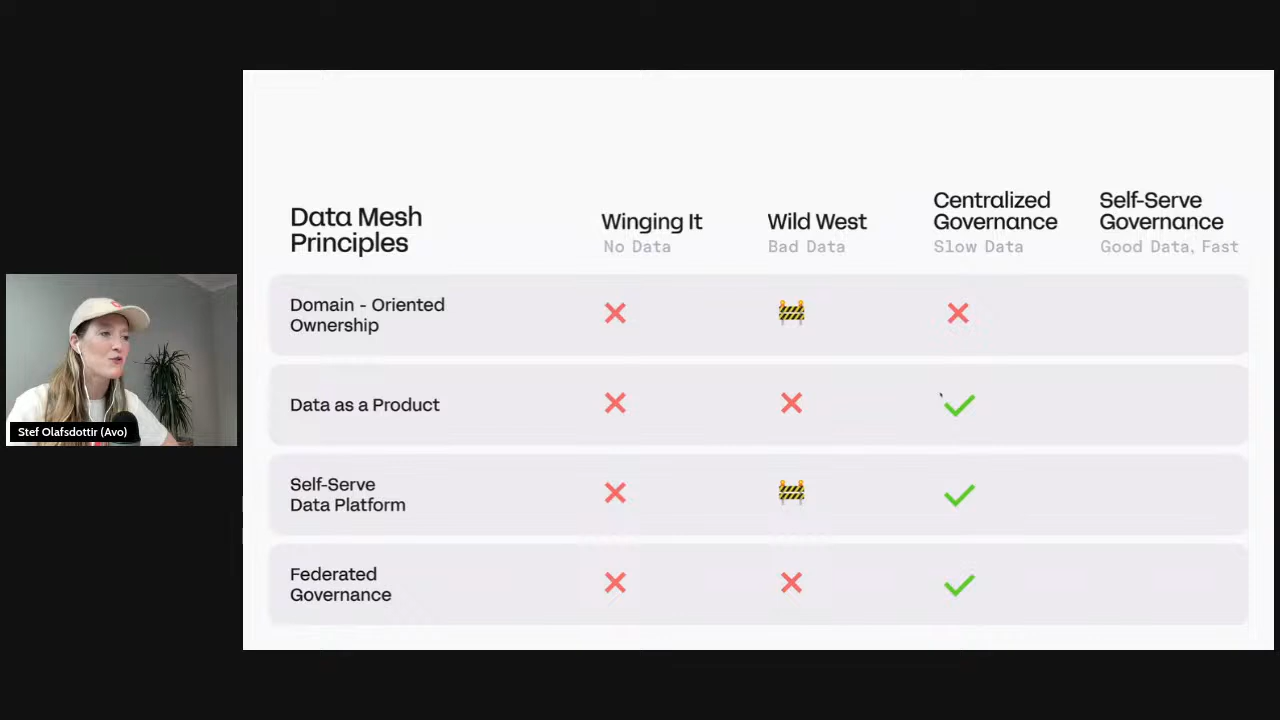 Data Mesh
Principles
Winging It
No Data
Wild West
Bad Data
Centralized
Governance
Slow Data
Self-Serve
Governance
Good Data, Fast
Domain - Oriented
Ownership
Data as a Product
Self-Serve
Data Platform
Federated
Governance
Stef Olafsdottir (Avo)